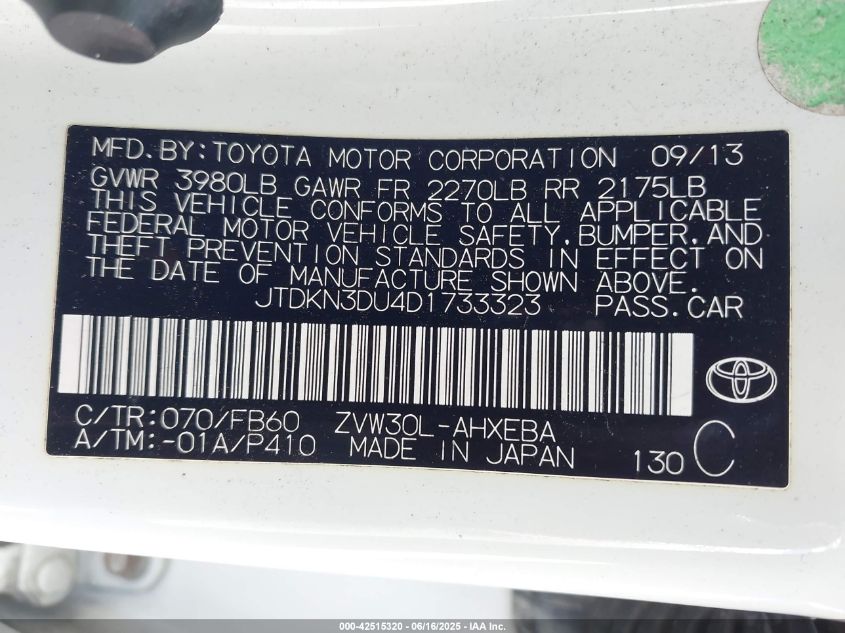 MFD.BY:TOYOTA MOTOR CORPORATION 09/13
GVWR 3980LB GAWR FR 2270LB RR 2175LB
THIS VEHICLE CONFORMS TO ALL APPLICABLE
FEDERAL MOTOR VEHICLE SAFETY,BUMPER,AND
THEFT PREVENTION STANDARDS IN EFFECT ON
THE DATE OF MANUFACTURE SHOWN ABOVE.
JTDKN3DU4D1733323 PASS.CAR
C/TR:070/FB60 ZVW30L-AHXEBA
A/TM:-01A/P410 MADE IN JAPAN 130 C
000-42515320 - 06/16/2025 - IAA Inc.